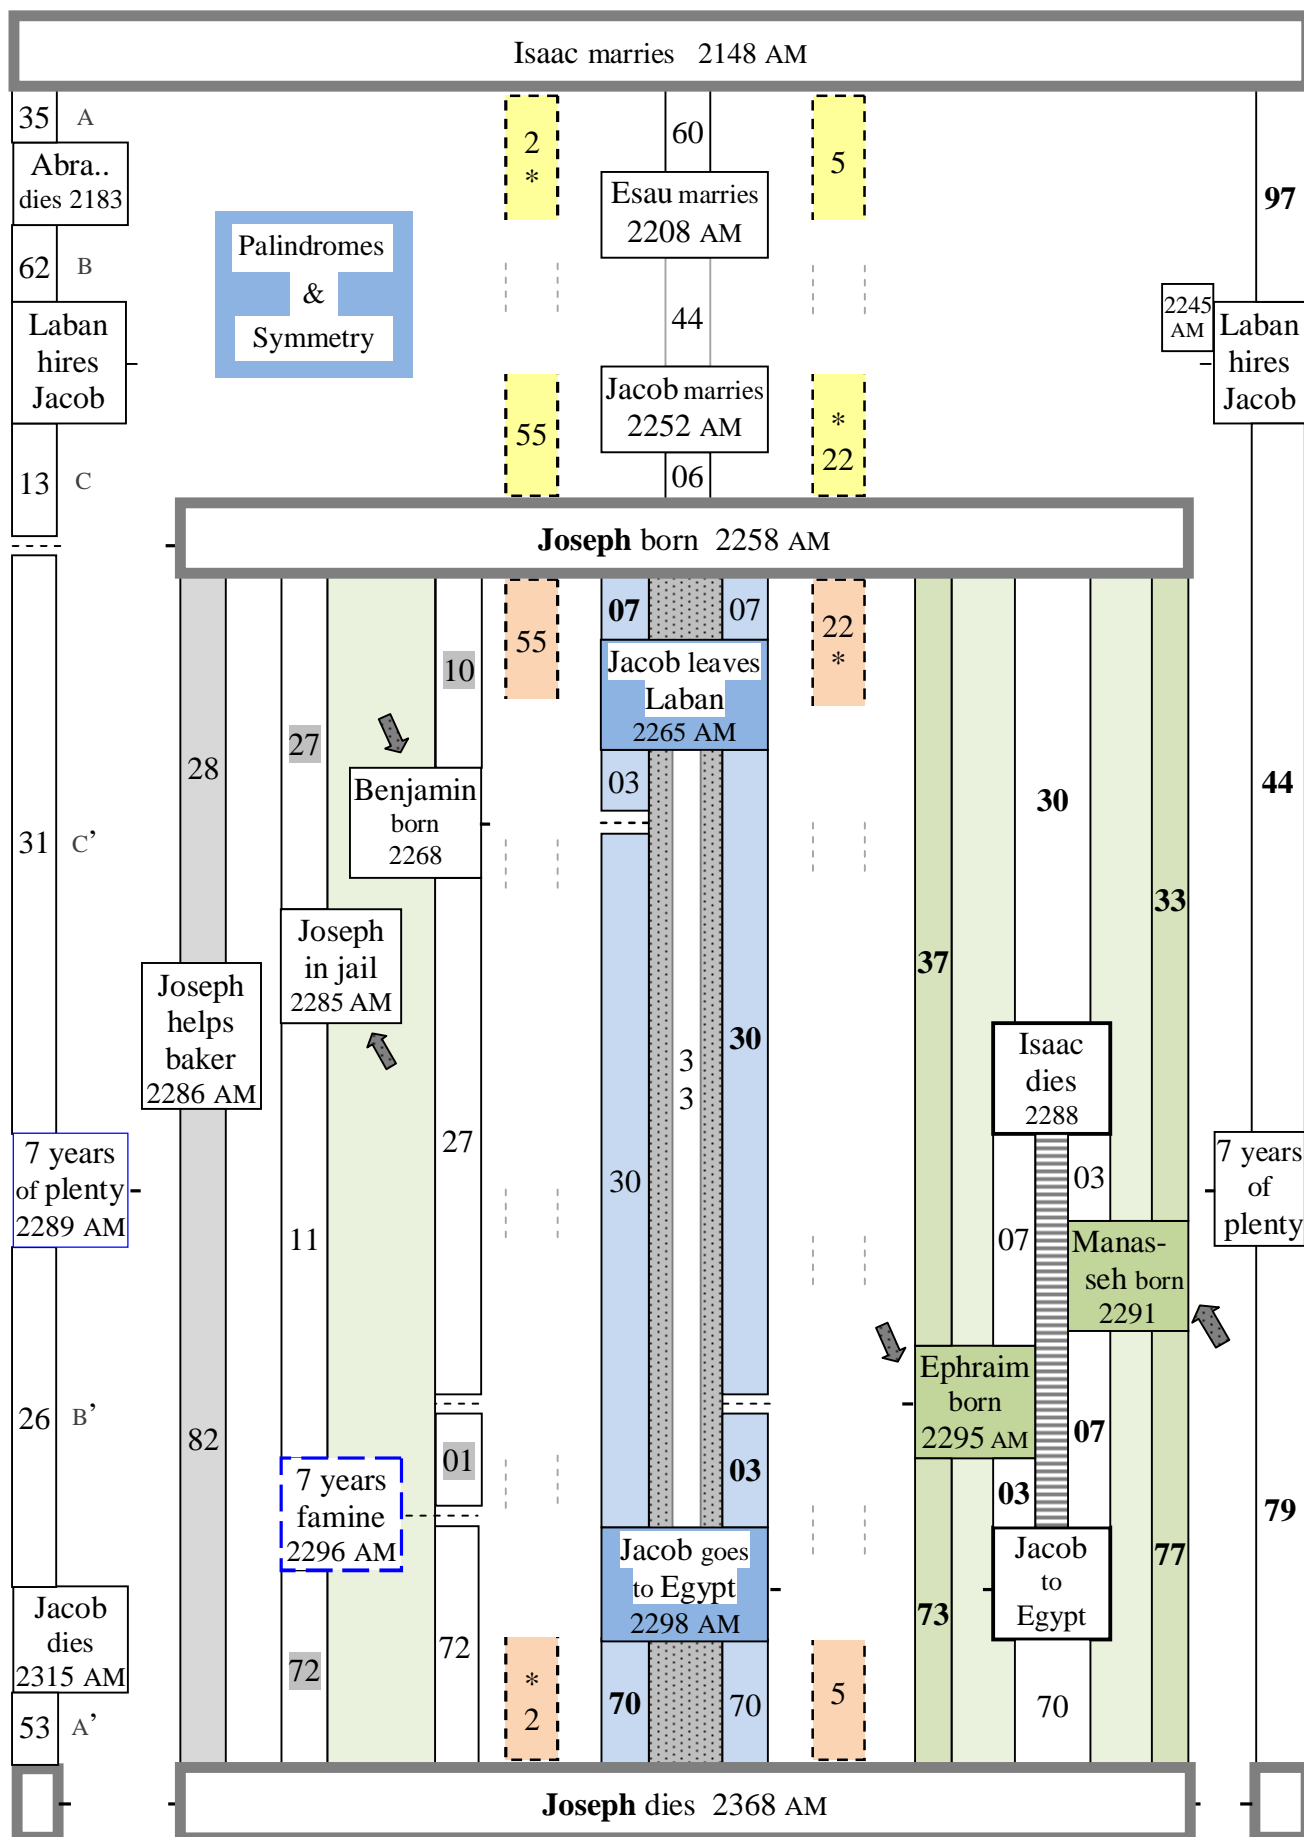 Isaac marries 2148 AM
35 A
Abra..
dies 2183
62 B
Laban
hires
Jacob
13 C
31 C’
7 years
of plenty
2289 AM
26 B’
Jacob
dies
2315 AM
53 A’
Palindromes
&
Symmetry
2
*
55
60
Esau marries
2208 AM
44
Jacob marries
2252 AM
06
5
*
22
97
2245
AM
Laban
hires
Jacob
44
7 years
of
plenty
79
Joseph born 2258 AM
28
Joseph
helps
baker
2286 AM
82
27
Joseph
in jail
2285 AM
11
7 years
famine
2296 AM
72
10
Benjamin
born
2268
27
01
72
55
*
2
07
07
Jacob leaves
Laban
2265 AM
03
30
3
3
30
03
Jacob goes
to Egypt
2298 AM
70
70
22
*
5
37
Ephraim
born
2295 AM
73
30
Isaac
dies
2288
07
03
03
07
Jacob
to
Egypt
70
33
Manas-
seh born
2291
77
Joseph dies 2368 AM